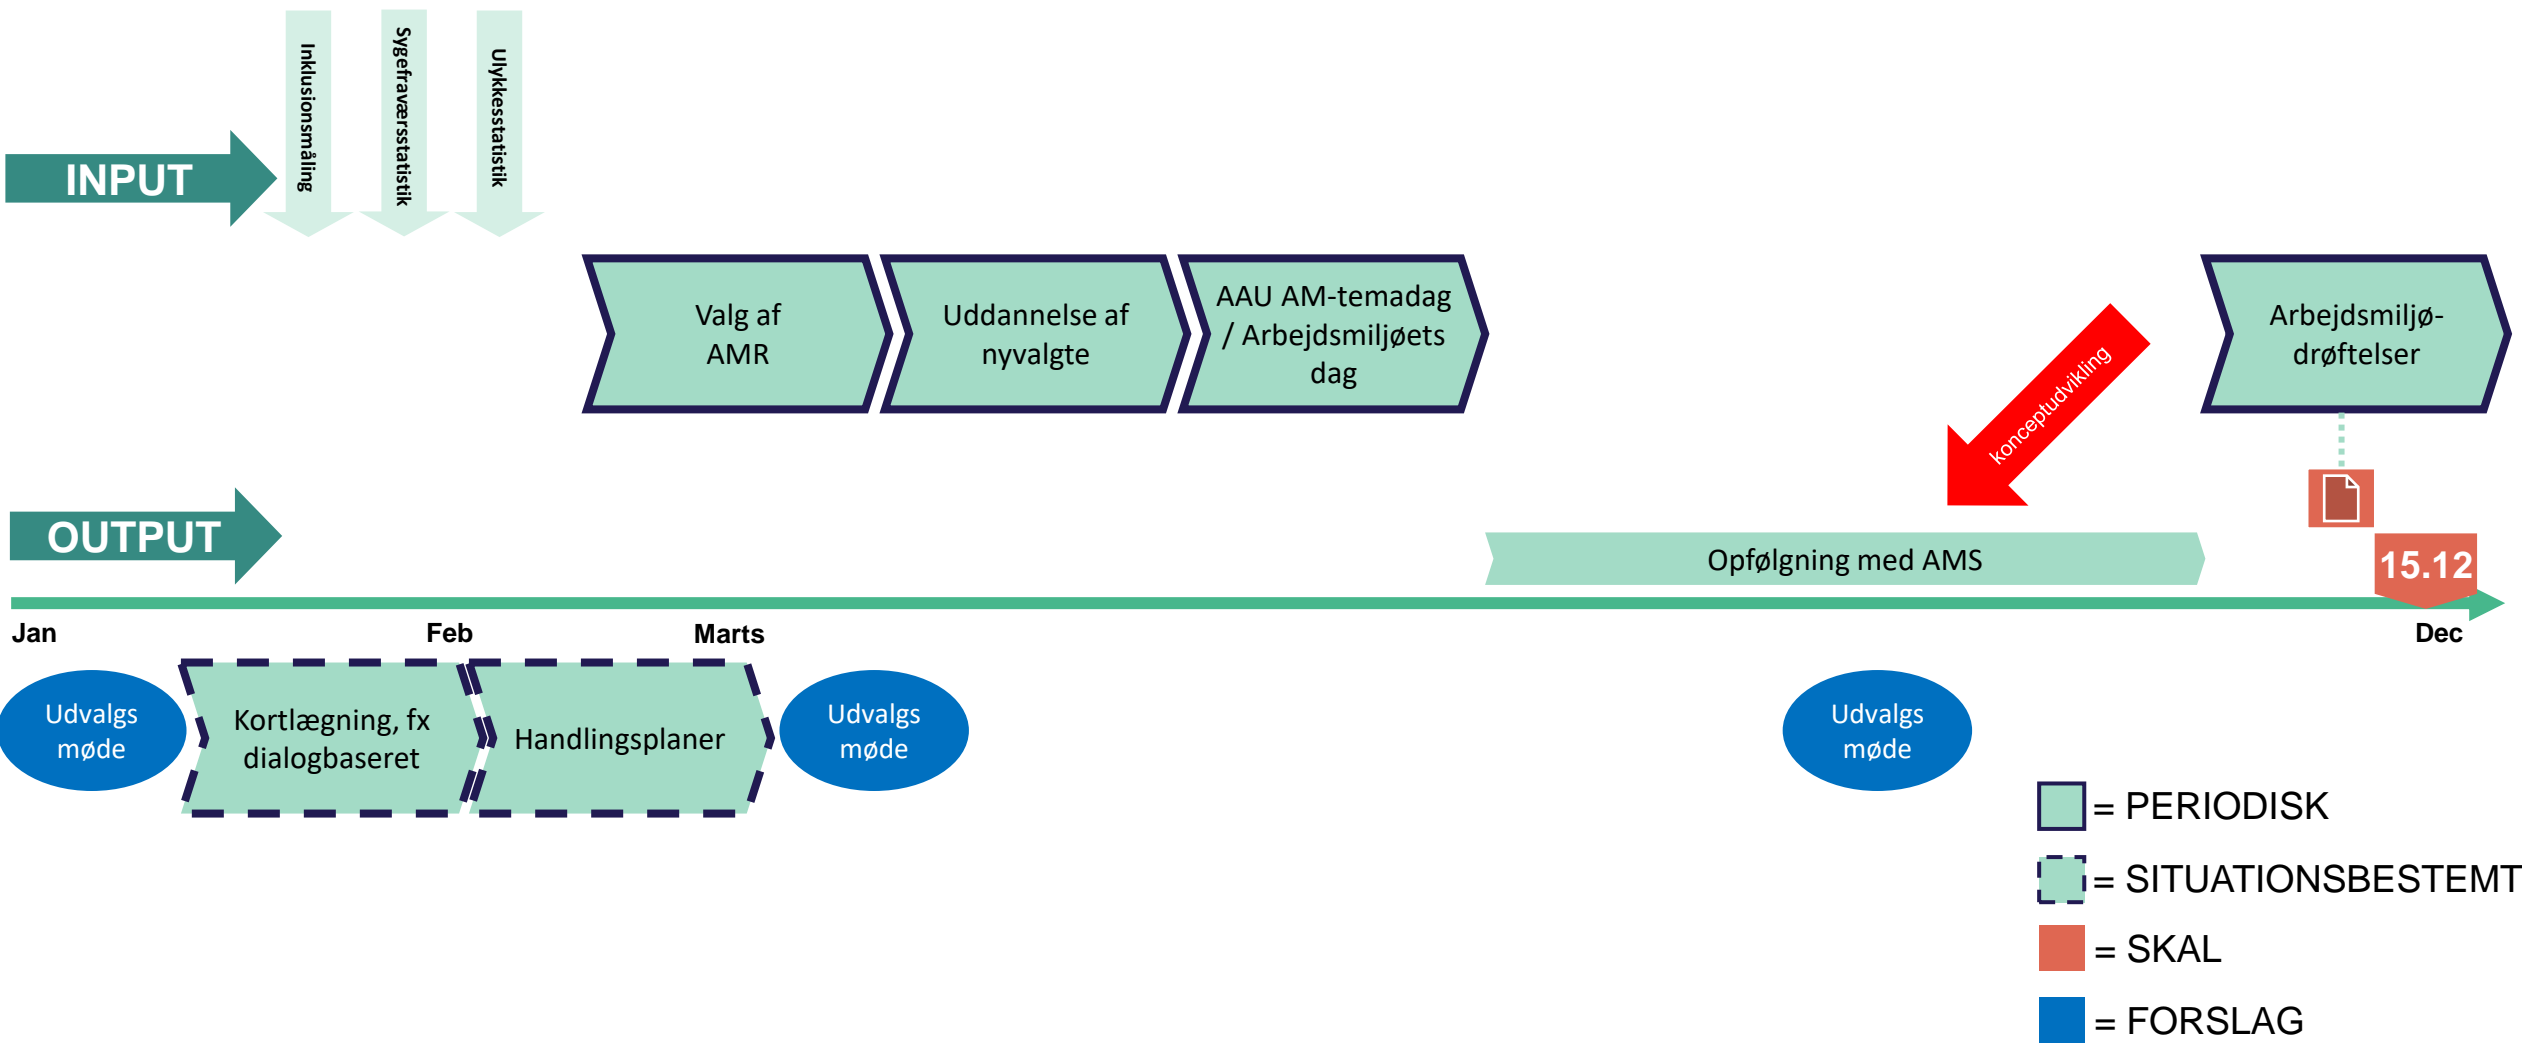 Inklusionsmåling
Sygefraværsstatistik
Ulykkesstatistik
INPUT
Valg af
AMR
Uddannelse af
nyvalgte
AAU AM-temadag
/ Arbejdsmiljøets
dag
konceptudvikling
Arbejdsmiljø-
drøftelser
OUTPUT
Opfølgning med AMS
15.12
Jan
Feb
Marts
Dec
Udvalgs
møde
Kortlægning, fx
dialogbaseret
Handlingsplaner
Udvalgs
møde
Udvalgs
møde
= PERIODISK
= SITUATIONSBESTEMT
= SKAL
= FORSLAG